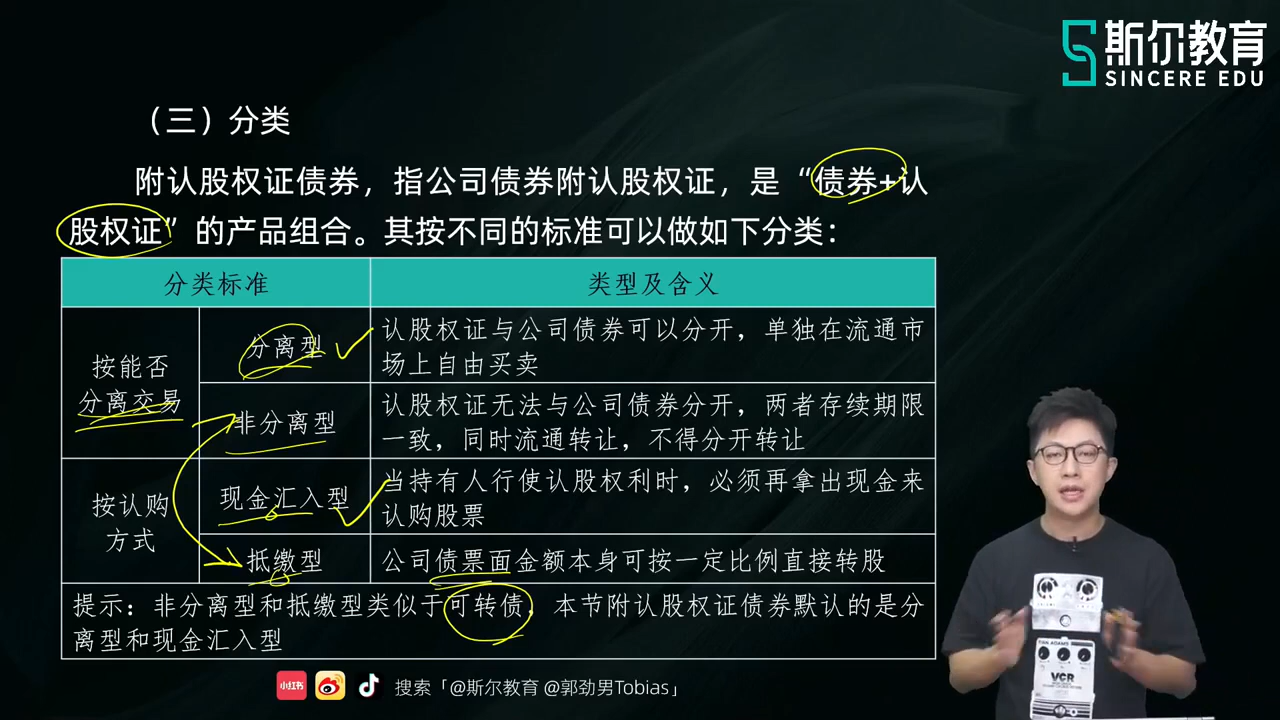 斯尔教育
SINCERE EDU
（三）分类
附认股权证债券，指公司债券附认股权证，是“债券+认
股权证”的产品组合。其按不同的标准可以做如下分类：
分类标准
类型及含义
按能否
分离交易
分离型
认股权证与公司债券可以分开，单独在流通市
场上自由买卖
非分离型
认股权证无法与公司债券分开，两者存续期限
一致，同时流通转让，不得分开转让
按认购
方式
现金汇入型
当持有人行使认股权利时，必须再拿出现金来
认购股票
抵缴型
公司债票面金额本身可按一定比例直接转股
提示：非分离型和抵缴型类似于可转债，本节附认股权证债券默认的是分
离型和现金汇入型
小红书
搜索「@斯尔教育 @郭劲男Tobias」
VCR